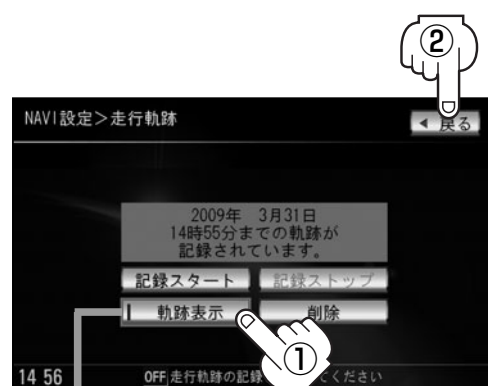 ②
NAVI設定＞走行軌跡
◀ 戻る
2009年 3月31日
14時55分までの軌跡が
記録されています。
記録スタート 記録ストップ
軌跡表示 削除
①
14 56 OFF 走行軌跡の記録 てください